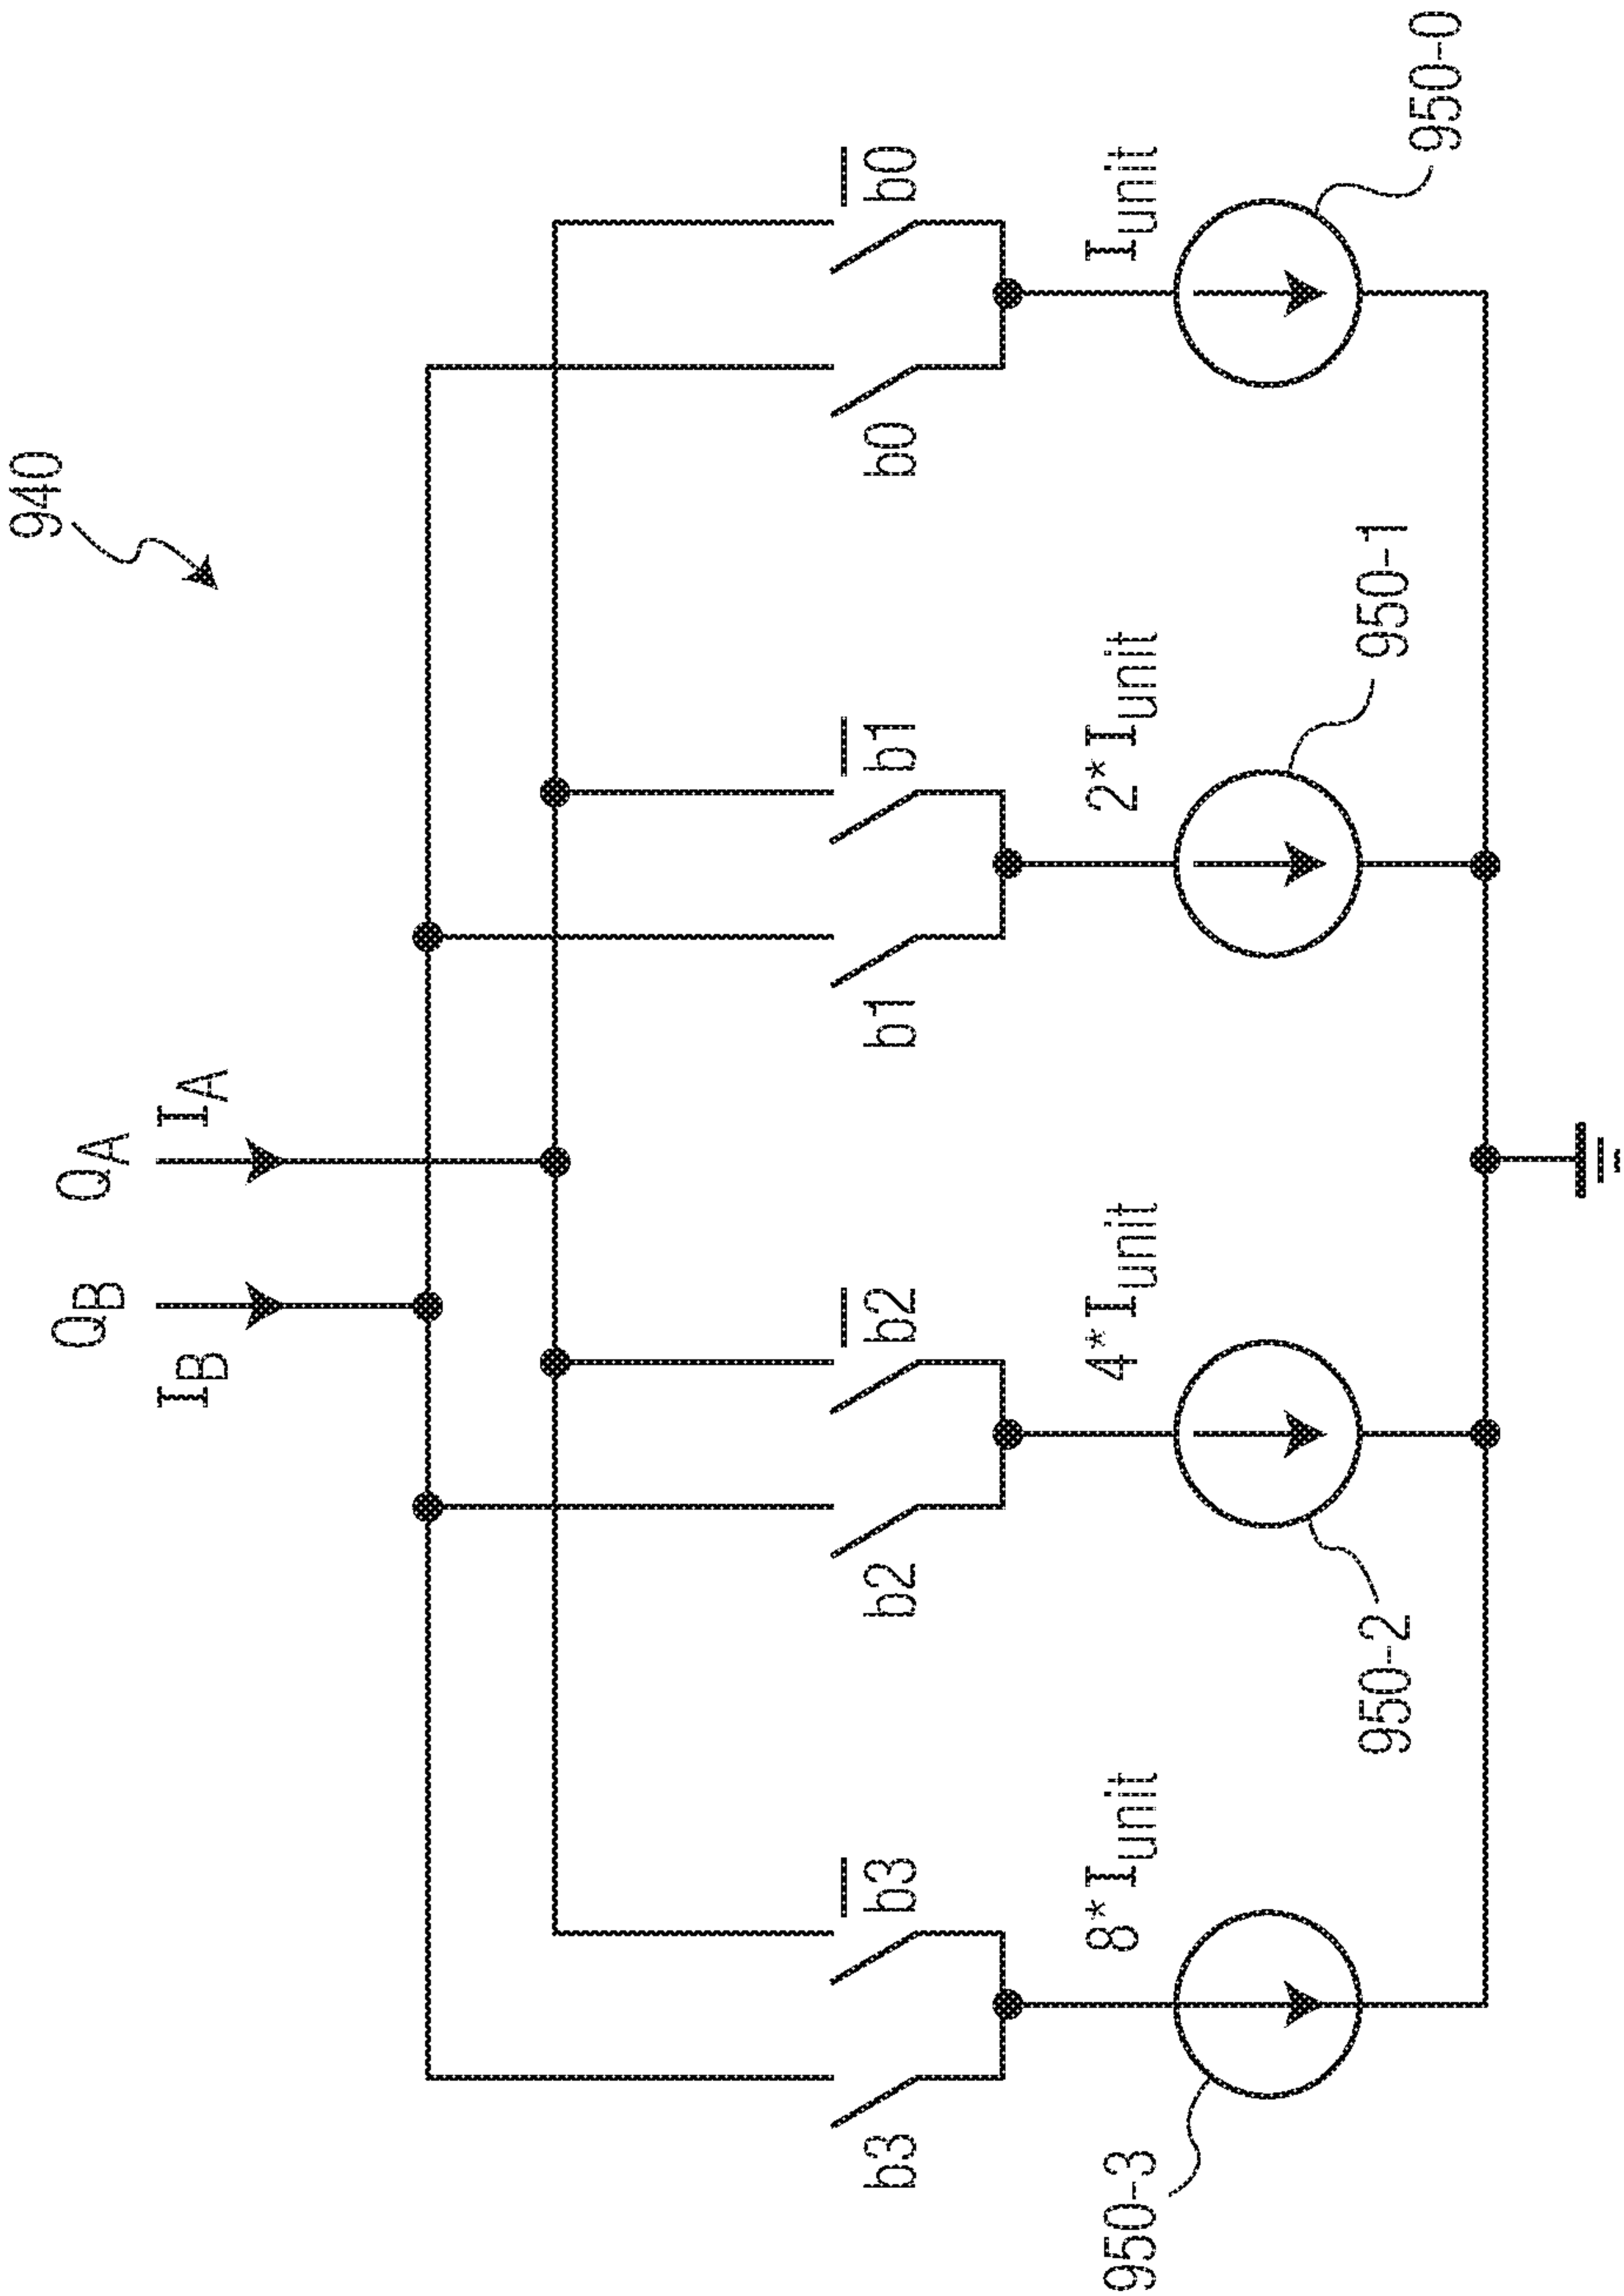 940
Q_B Q_A
I_B I_A
b3 b̅3̅ b2 b̅2̅ b1 b̅1̅ b0 b̅0̅
8*I_unit 4*I_unit 2*I_unit I_unit
950-3 950-2 950-1 950-0